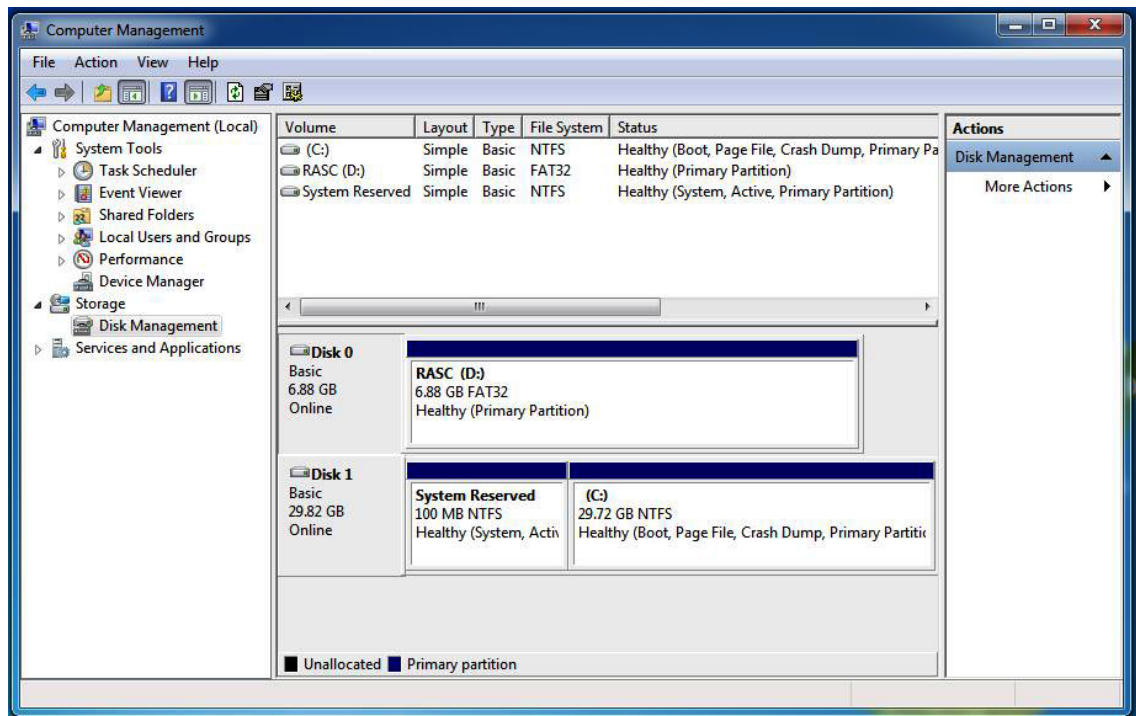 Computer Management
File Action View Help
Computer Management (Local)
System Tools
Task Scheduler
Event Viewer
Shared Folders
Local Users and Groups
Performance
Device Manager
Storage
Disk Management
Services and Applications
Volume Layout Type File System Status
(C:) Simple Basic NTFS Healthy (Boot, Page File, Crash Dump, Primary Pa
RASC (D:) Simple Basic FAT32 Healthy (Primary Partition)
System Reserved Simple Basic NTFS Healthy (System, Active, Primary Partition)
Disk 0
Basic
6.88 GB
Online
RASC (D:)
6.88 GB FAT32
Healthy (Primary Partition)
Disk 1
Basic
29.82 GB
Online
System Reserved
100 MB NTFS
Healthy (System, Activ
(C:)
29.72 GB NTFS
Healthy (Boot, Page File, Crash Dump, Primary Partitic
Unallocated Primary partition
Actions
Disk Management
More Actions